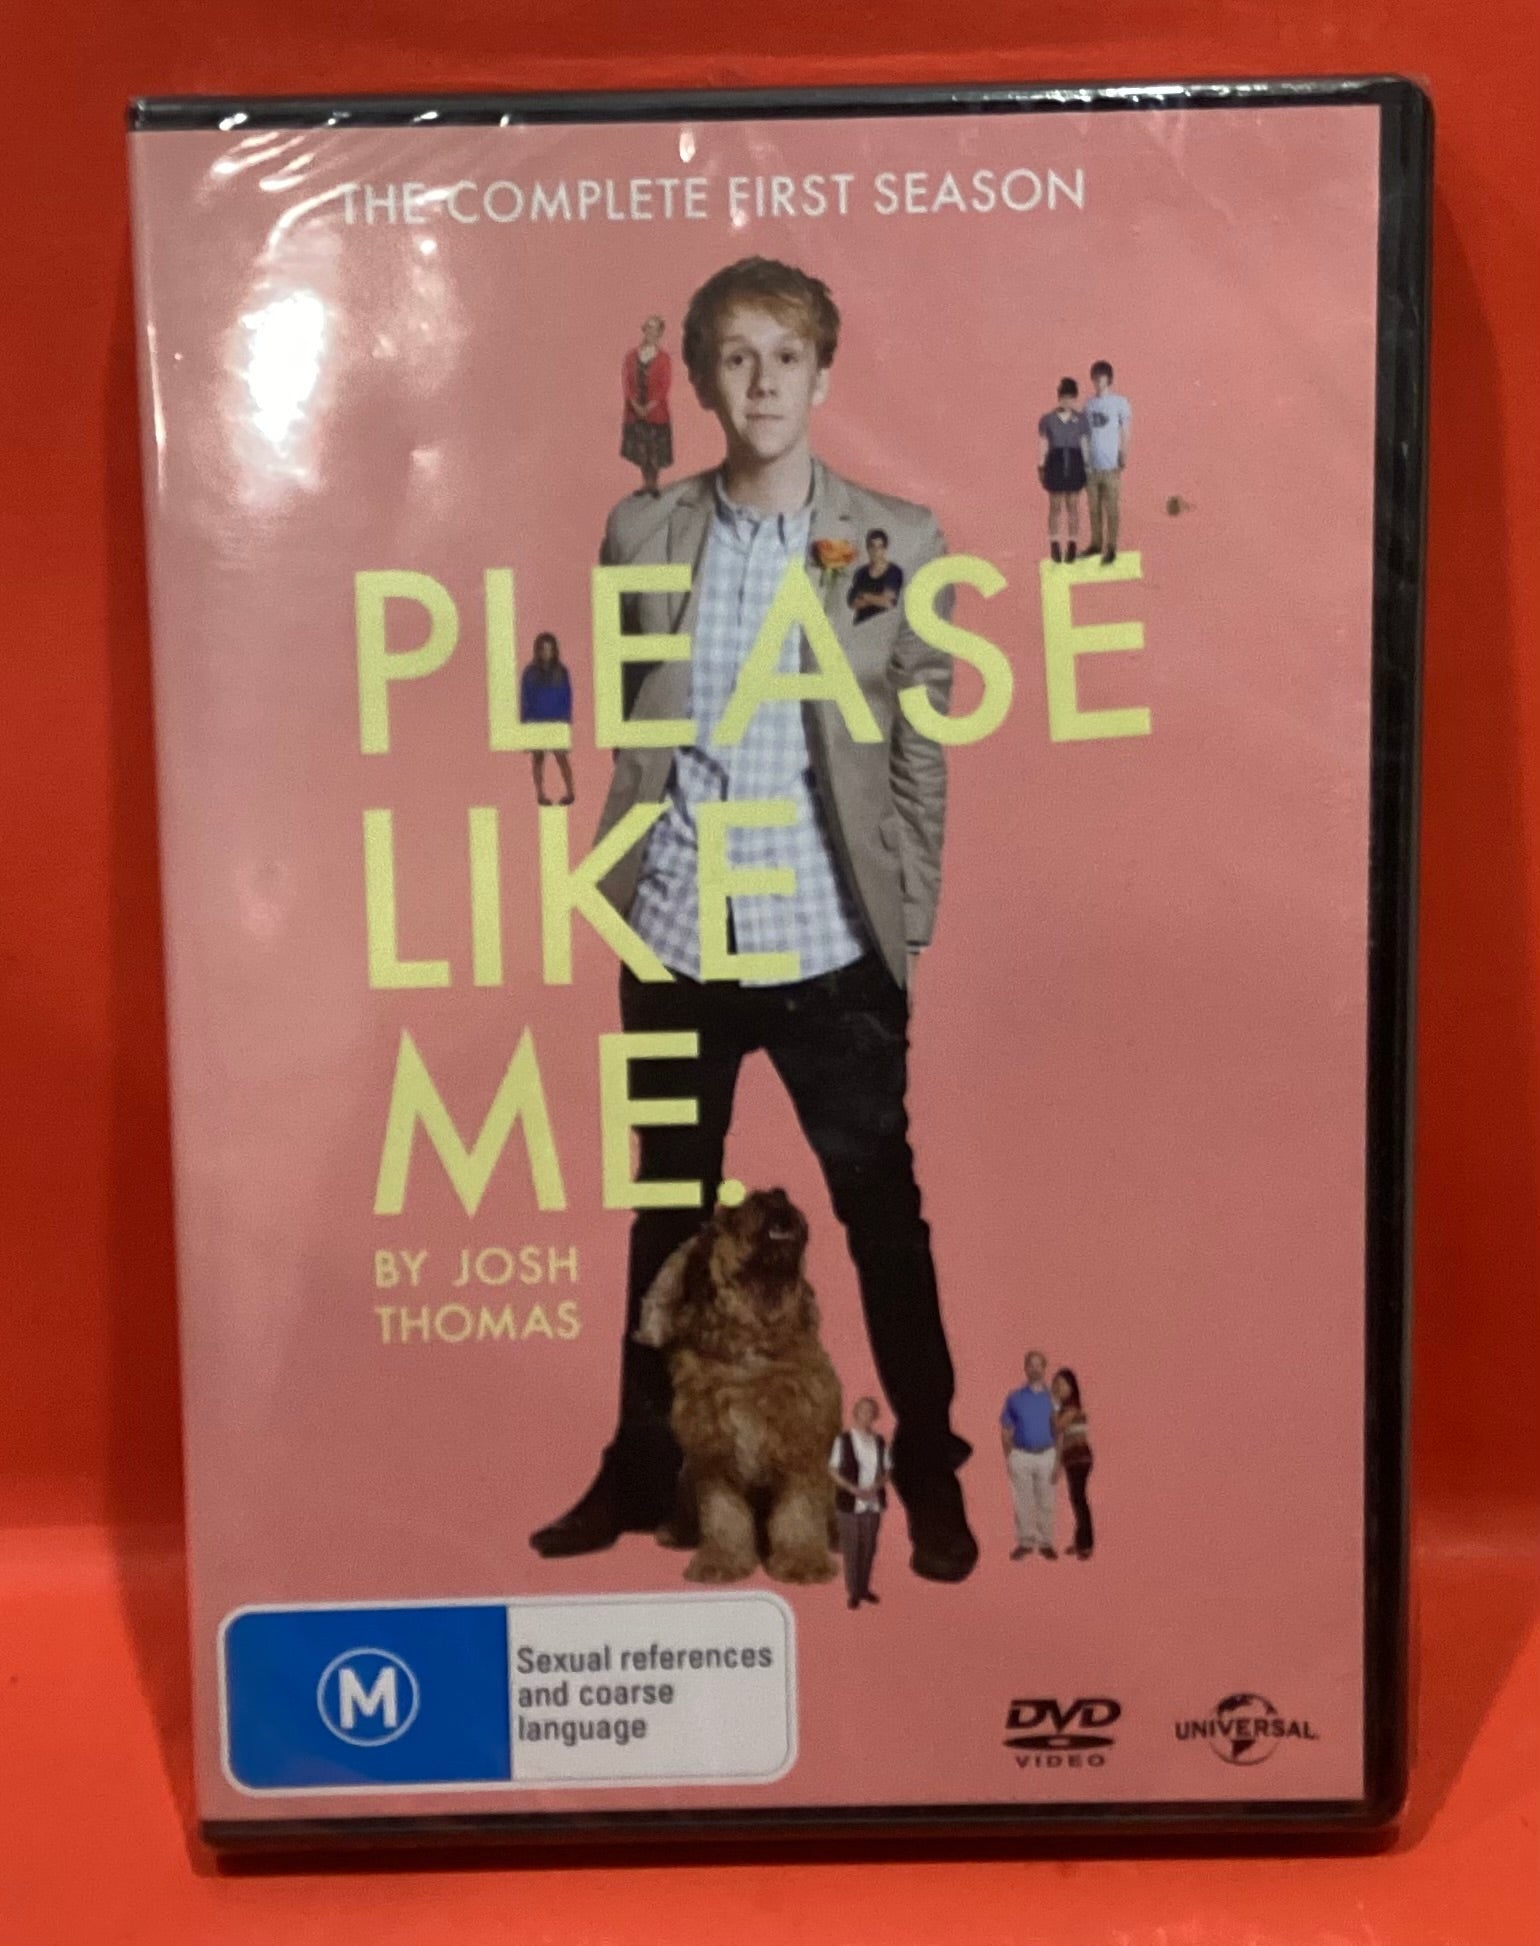 THE COMPLETE FIRST SEASON
PLEASE
LIKE
ME.
BY JOSH
THOMAS
M
Sexual references
and coarse
language
DVD
VIDEO
UNIVERSAL